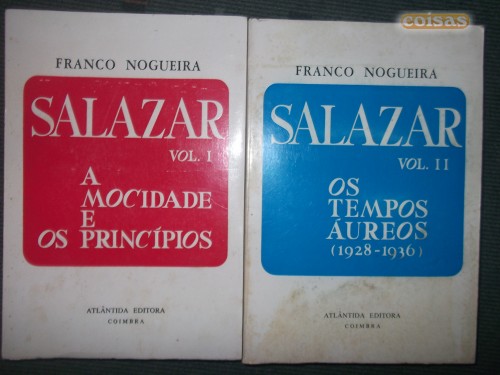 coisas
FRANCO NOGUEIRA
SALAZAR
VOL. I
A
MOCIDADE
E
OS PRINCÍPIOS
ATLÂNTIDA EDITORA
COIMBRA
FRANCO NOGUEIRA
SALAZAR
VOL. II
OS
TEMPOS
ÁUREOS
(1928-1936)
ATLÂNTIDA EDITORA
COIMBRA